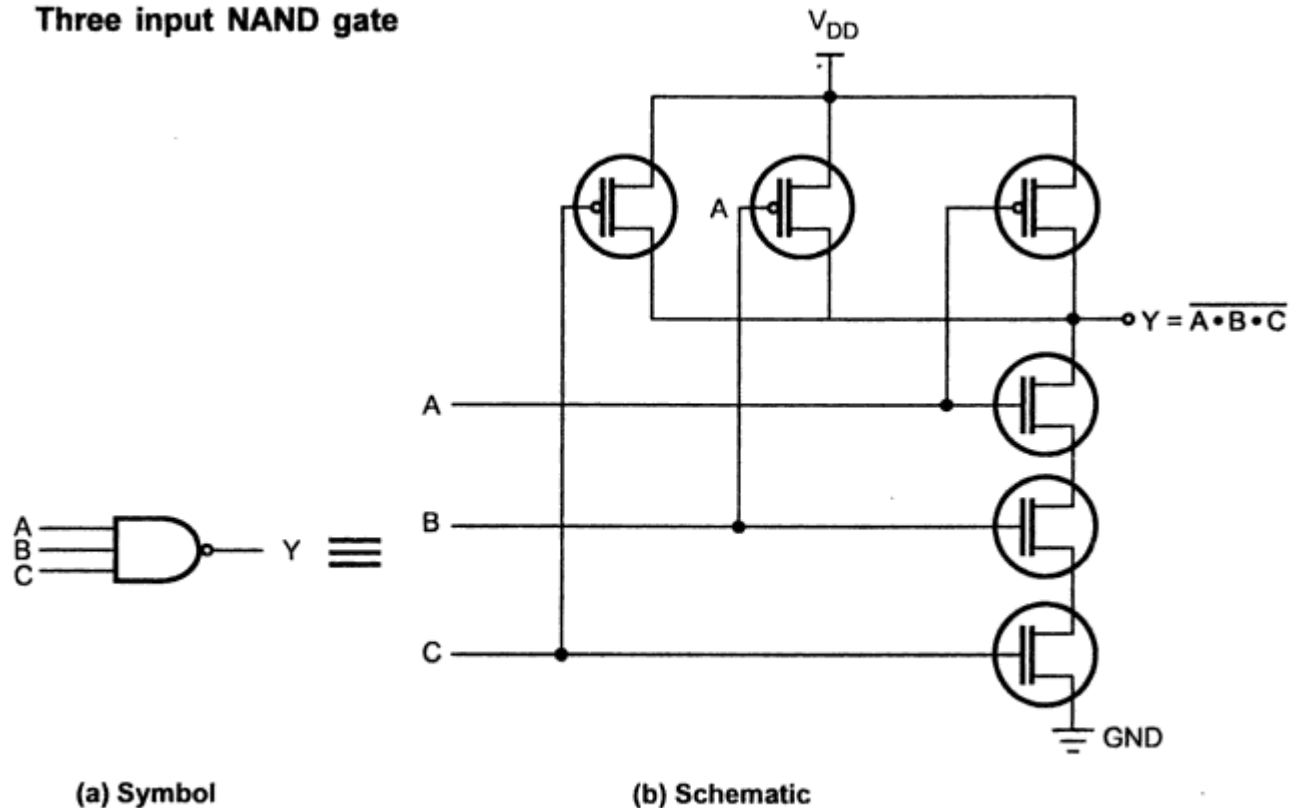 Three input NAND gate
VDD
A
Y = A • B • C
A
B
C
A
B
C
Y
GND
(a) Symbol
(b) Schematic